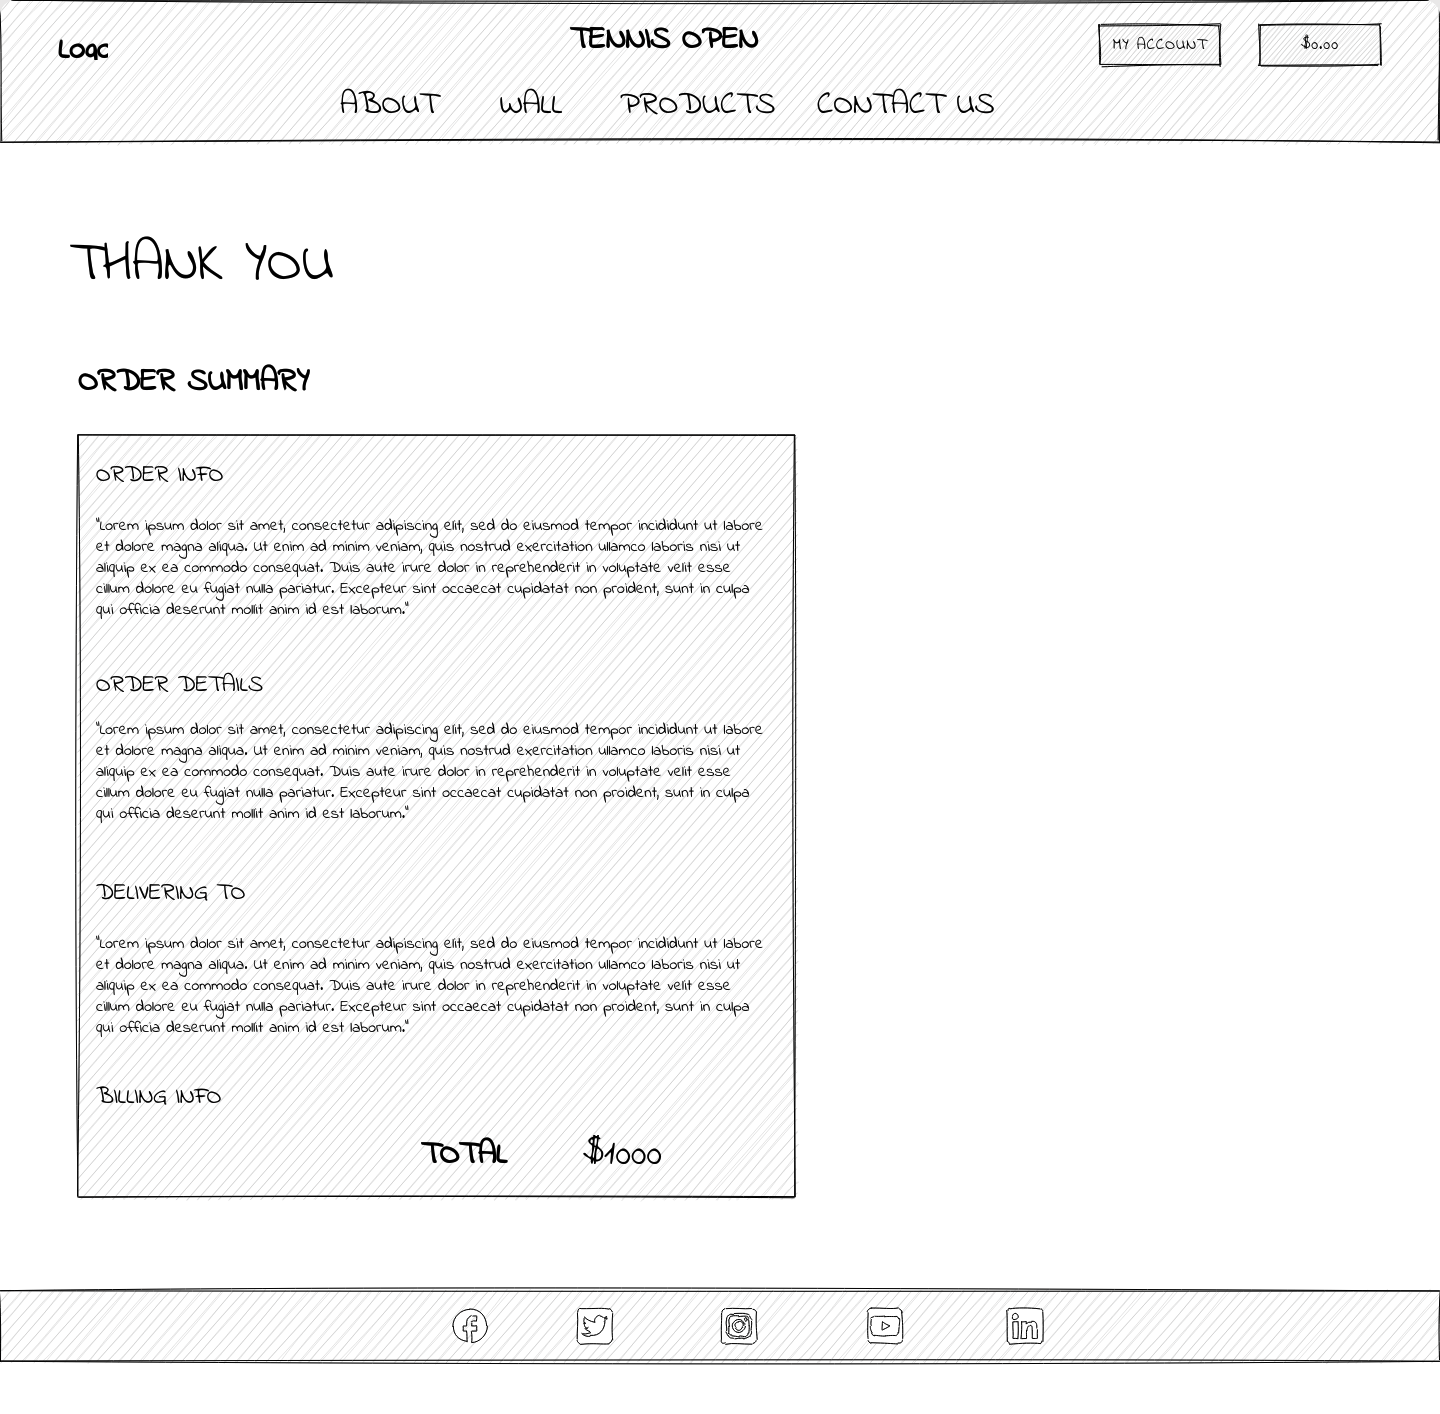 Logo
TENNIS OPEN
MY ACCOUNT
$0.00
ABOUT WALL PRODUCTS CONTACT US
THANK YOU
ORDER SUMMARY
ORDER INFO
"Lorem ipsum dolor sit amet, consectetur adipiscing elit, sed do eiusmod tempor incididunt ut labore
et dolore magna aliqua. Ut enim ad minim veniam, quis nostrud exercitation ullamco laboris nisi ut
aliquip ex ea commodo consequat. Duis aute irure dolor in reprehenderit in voluptate velit esse
cillum dolore eu fugiat nulla pariatur. Excepteur sint occaecat cupidatat non proident, sunt in culpa
qui officia deserunt mollit anim id est laborum."
ORDER DETAILS
"Lorem ipsum dolor sit amet, consectetur adipiscing elit, sed do eiusmod tempor incididunt ut labore
et dolore magna aliqua. Ut enim ad minim veniam, quis nostrud exercitation ullamco laboris nisi ut
aliquip ex ea commodo consequat. Duis aute irure dolor in reprehenderit in voluptate velit esse
cillum dolore eu fugiat nulla pariatur. Excepteur sint occaecat cupidatat non proident, sunt in culpa
qui officia deserunt mollit anim id est laborum."
DELIVERING TO
"Lorem ipsum dolor sit amet, consectetur adipiscing elit, sed do eiusmod tempor incididunt ut labore
et dolore magna aliqua. Ut enim ad minim veniam, quis nostrud exercitation ullamco laboris nisi ut
aliquip ex ea commodo consequat. Duis aute irure dolor in reprehenderit in voluptate velit esse
cillum dolore eu fugiat nulla pariatur. Excepteur sint occaecat cupidatat non proident, sunt in culpa
qui officia deserunt mollit anim id est laborum."
BILLING INFO
TOTAL $1000